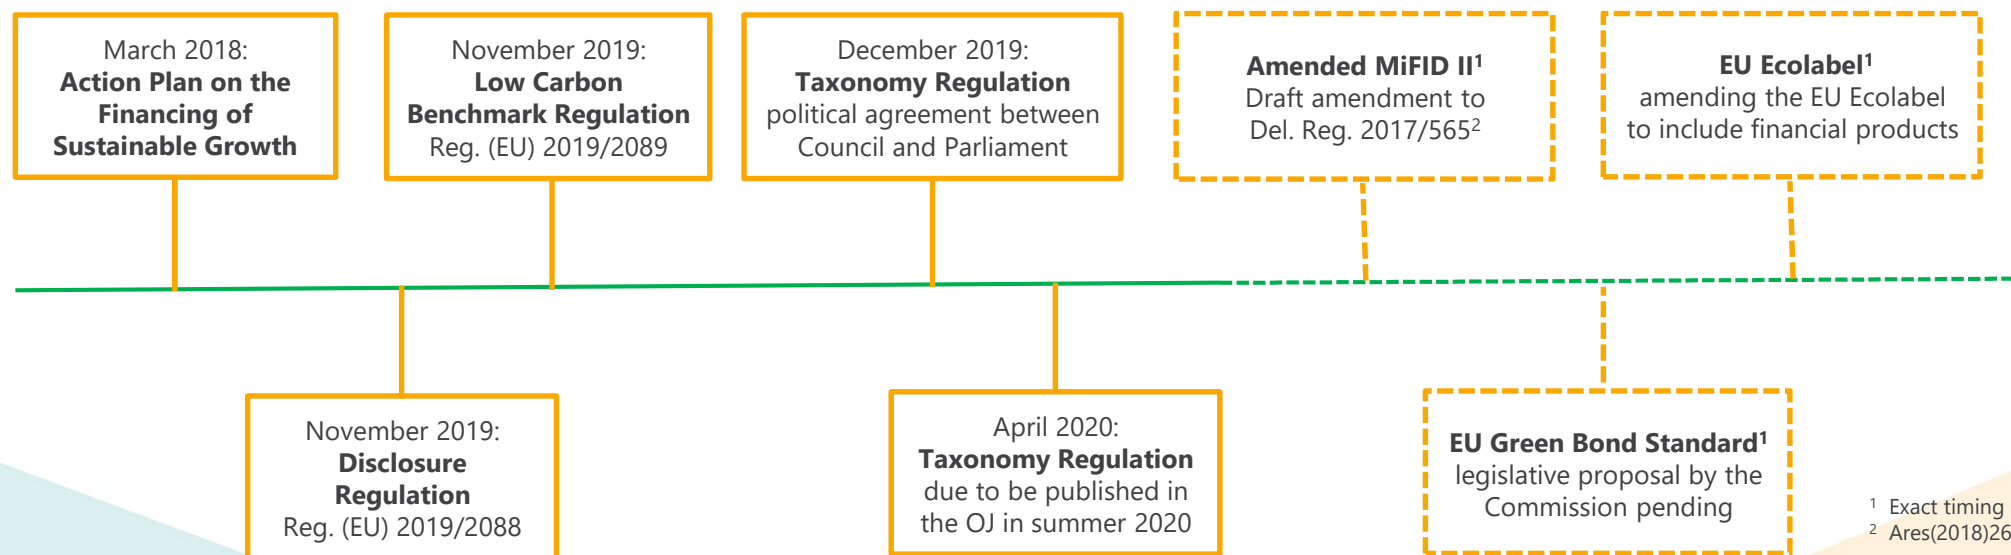 March 2018:
Action Plan on the
Financing of
Sustainable Growth
November 2019:
Low Carbon
Benchmark Regulation
Reg. (EU) 2019/2089
December 2019:
Taxonomy Regulation
political agreement between
Council and Parliament
Amended MiFID II¹
Draft amendment to
Del. Reg. 2017/565²
EU Ecolabel¹
amending the EU Ecolabel
to include financial products
November 2019:
Disclosure
Regulation
Reg. (EU) 2019/2088
April 2020:
Taxonomy Regulation
due to be published in
the OJ in summer 2020
EU Green Bond Standard¹
legislative proposal by the
Commission pending
¹ Exact timing
² Ares(2018)26